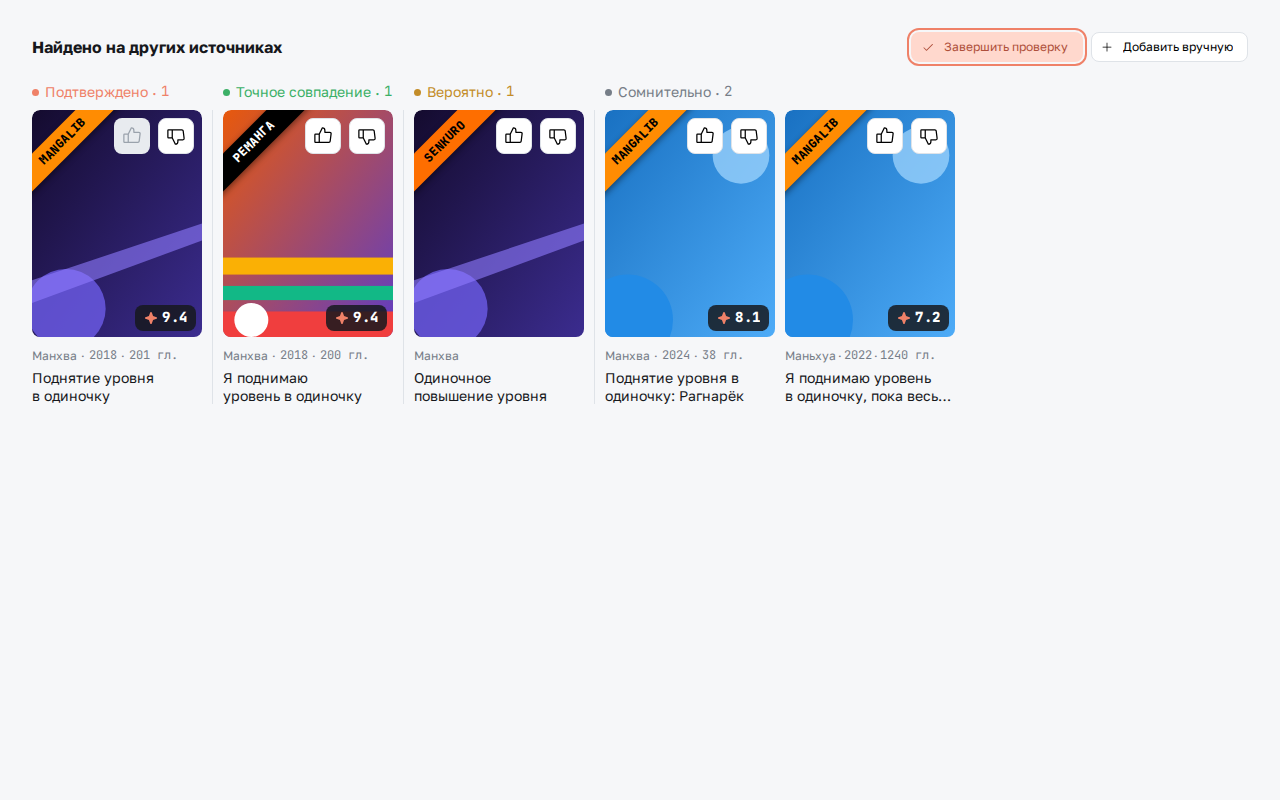 Найдено на других источниках
Завершить проверку
Добавить вручную
Подтверждено · 1
Точное совпадение · 1
Вероятно · 1
Сомнительно · 2
MANGALIB
РЕМАНГА
SENKURO
MANGALIB
MANGALIB
9.4
9.4
8.1
7.2
Манхва · 2018 · 201 гл.
Поднятие уровня
в одиночку
Манхва · 2018 · 200 гл.
Я поднимаю
уровень в одиночку
Манхва
Одиночное
повышение уровня
Манхва · 2024 · 38 гл.
Поднятие уровня в
одиночку: Рагнарёк
Маньхуа · 2022 · 1240 гл.
Я поднимаю уровень
в одиночку, пока весь...